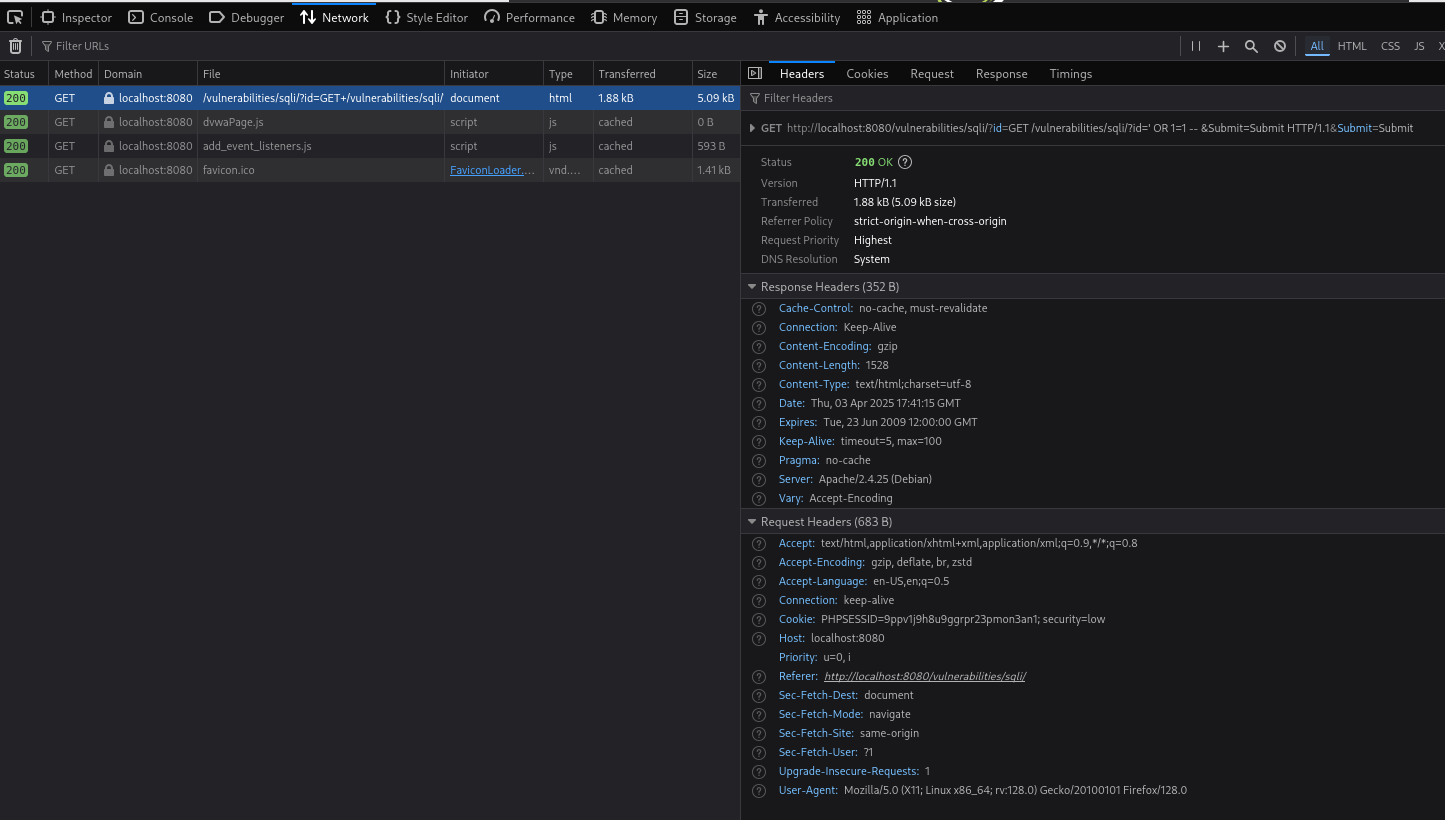 Inspector Console Debugger Network Style Editor Performance Memory Storage Accessibility Application
Filter URLs
All HTML CSS JS X
Status Method Domain File Initiator Type Transferred Size
200 GET localhost:8080 /vulnerabilities/sqli/?id=GET+/vulnerabilities/sqli/ document html 1.88 kB 5.09 kB
200 GET localhost:8080 dvwaPage.js script js cached 0 B
200 GET localhost:8080 add_event_listeners.js script js cached 593 B
200 GET localhost:8080 favicon.ico FaviconLoader.… vnd.… cached 1.41 kB
Headers Cookies Request Response Timings
Filter Headers
GET http://localhost:8080/vulnerabilities/sqli/?id=GET /vulnerabilities/sqli/?id=' OR 1=1 -- &Submit=Submit HTTP/1.1&Submit=Submit
Status 200 OK ?
Version HTTP/1.1
Transferred 1.88 kB (5.09 kB size)
Referrer Policy strict-origin-when-cross-origin
Request Priority Highest
DNS Resolution System
Response Headers (352 B)
? Cache-Control: no-cache, must-revalidate
? Connection: Keep-Alive
? Content-Encoding: gzip
? Content-Length: 1528
? Content-Type: text/html;charset=utf-8
? Date: Thu, 03 Apr 2025 17:41:15 GMT
? Expires: Tue, 23 Jun 2009 12:00:00 GMT
? Keep-Alive: timeout=5, max=100
? Pragma: no-cache
? Server: Apache/2.4.25 (Debian)
? Vary: Accept-Encoding
Request Headers (683 B)
? Accept: text/html,application/xhtml+xml,application/xml;q=0.9,*/*;q=0.8
? Accept-Encoding: gzip, deflate, br, zstd
? Accept-Language: en-US,en;q=0.5
? Connection: keep-alive
? Cookie: PHPSESSID=9ppv1j9h8u9ggrpr23pmon3an1; security=low
? Host: localhost:8080
Priority: u=0, i
? Referer: http://localhost:8080/vulnerabilities/sqli/
? Sec-Fetch-Dest: document
? Sec-Fetch-Mode: navigate
? Sec-Fetch-Site: same-origin
? Sec-Fetch-User: ?1
? Upgrade-Insecure-Requests: 1
? User-Agent: Mozilla/5.0 (X11; Linux x86_64; rv:128.0) Gecko/20100101 Firefox/128.0